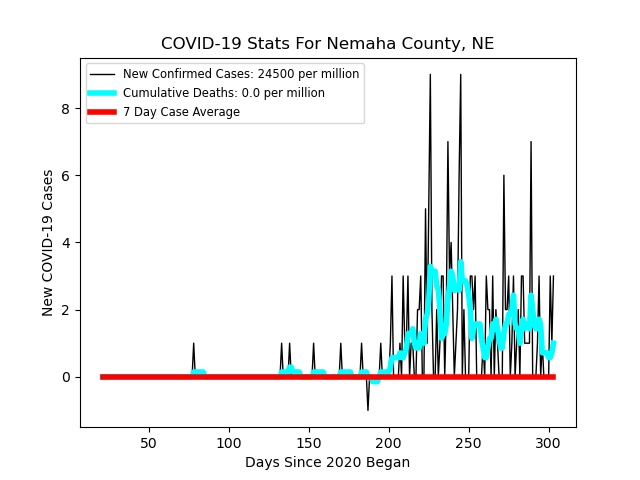 COVID-19 Stats For Nemaha County, NE
New Confirmed Cases: 24500 per million
Cumulative Deaths: 0.0 per million
7 Day Case Average
New COVID-19 Cases
8
6
4
2
0
50 100 150 200 250 300
Days Since 2020 Began